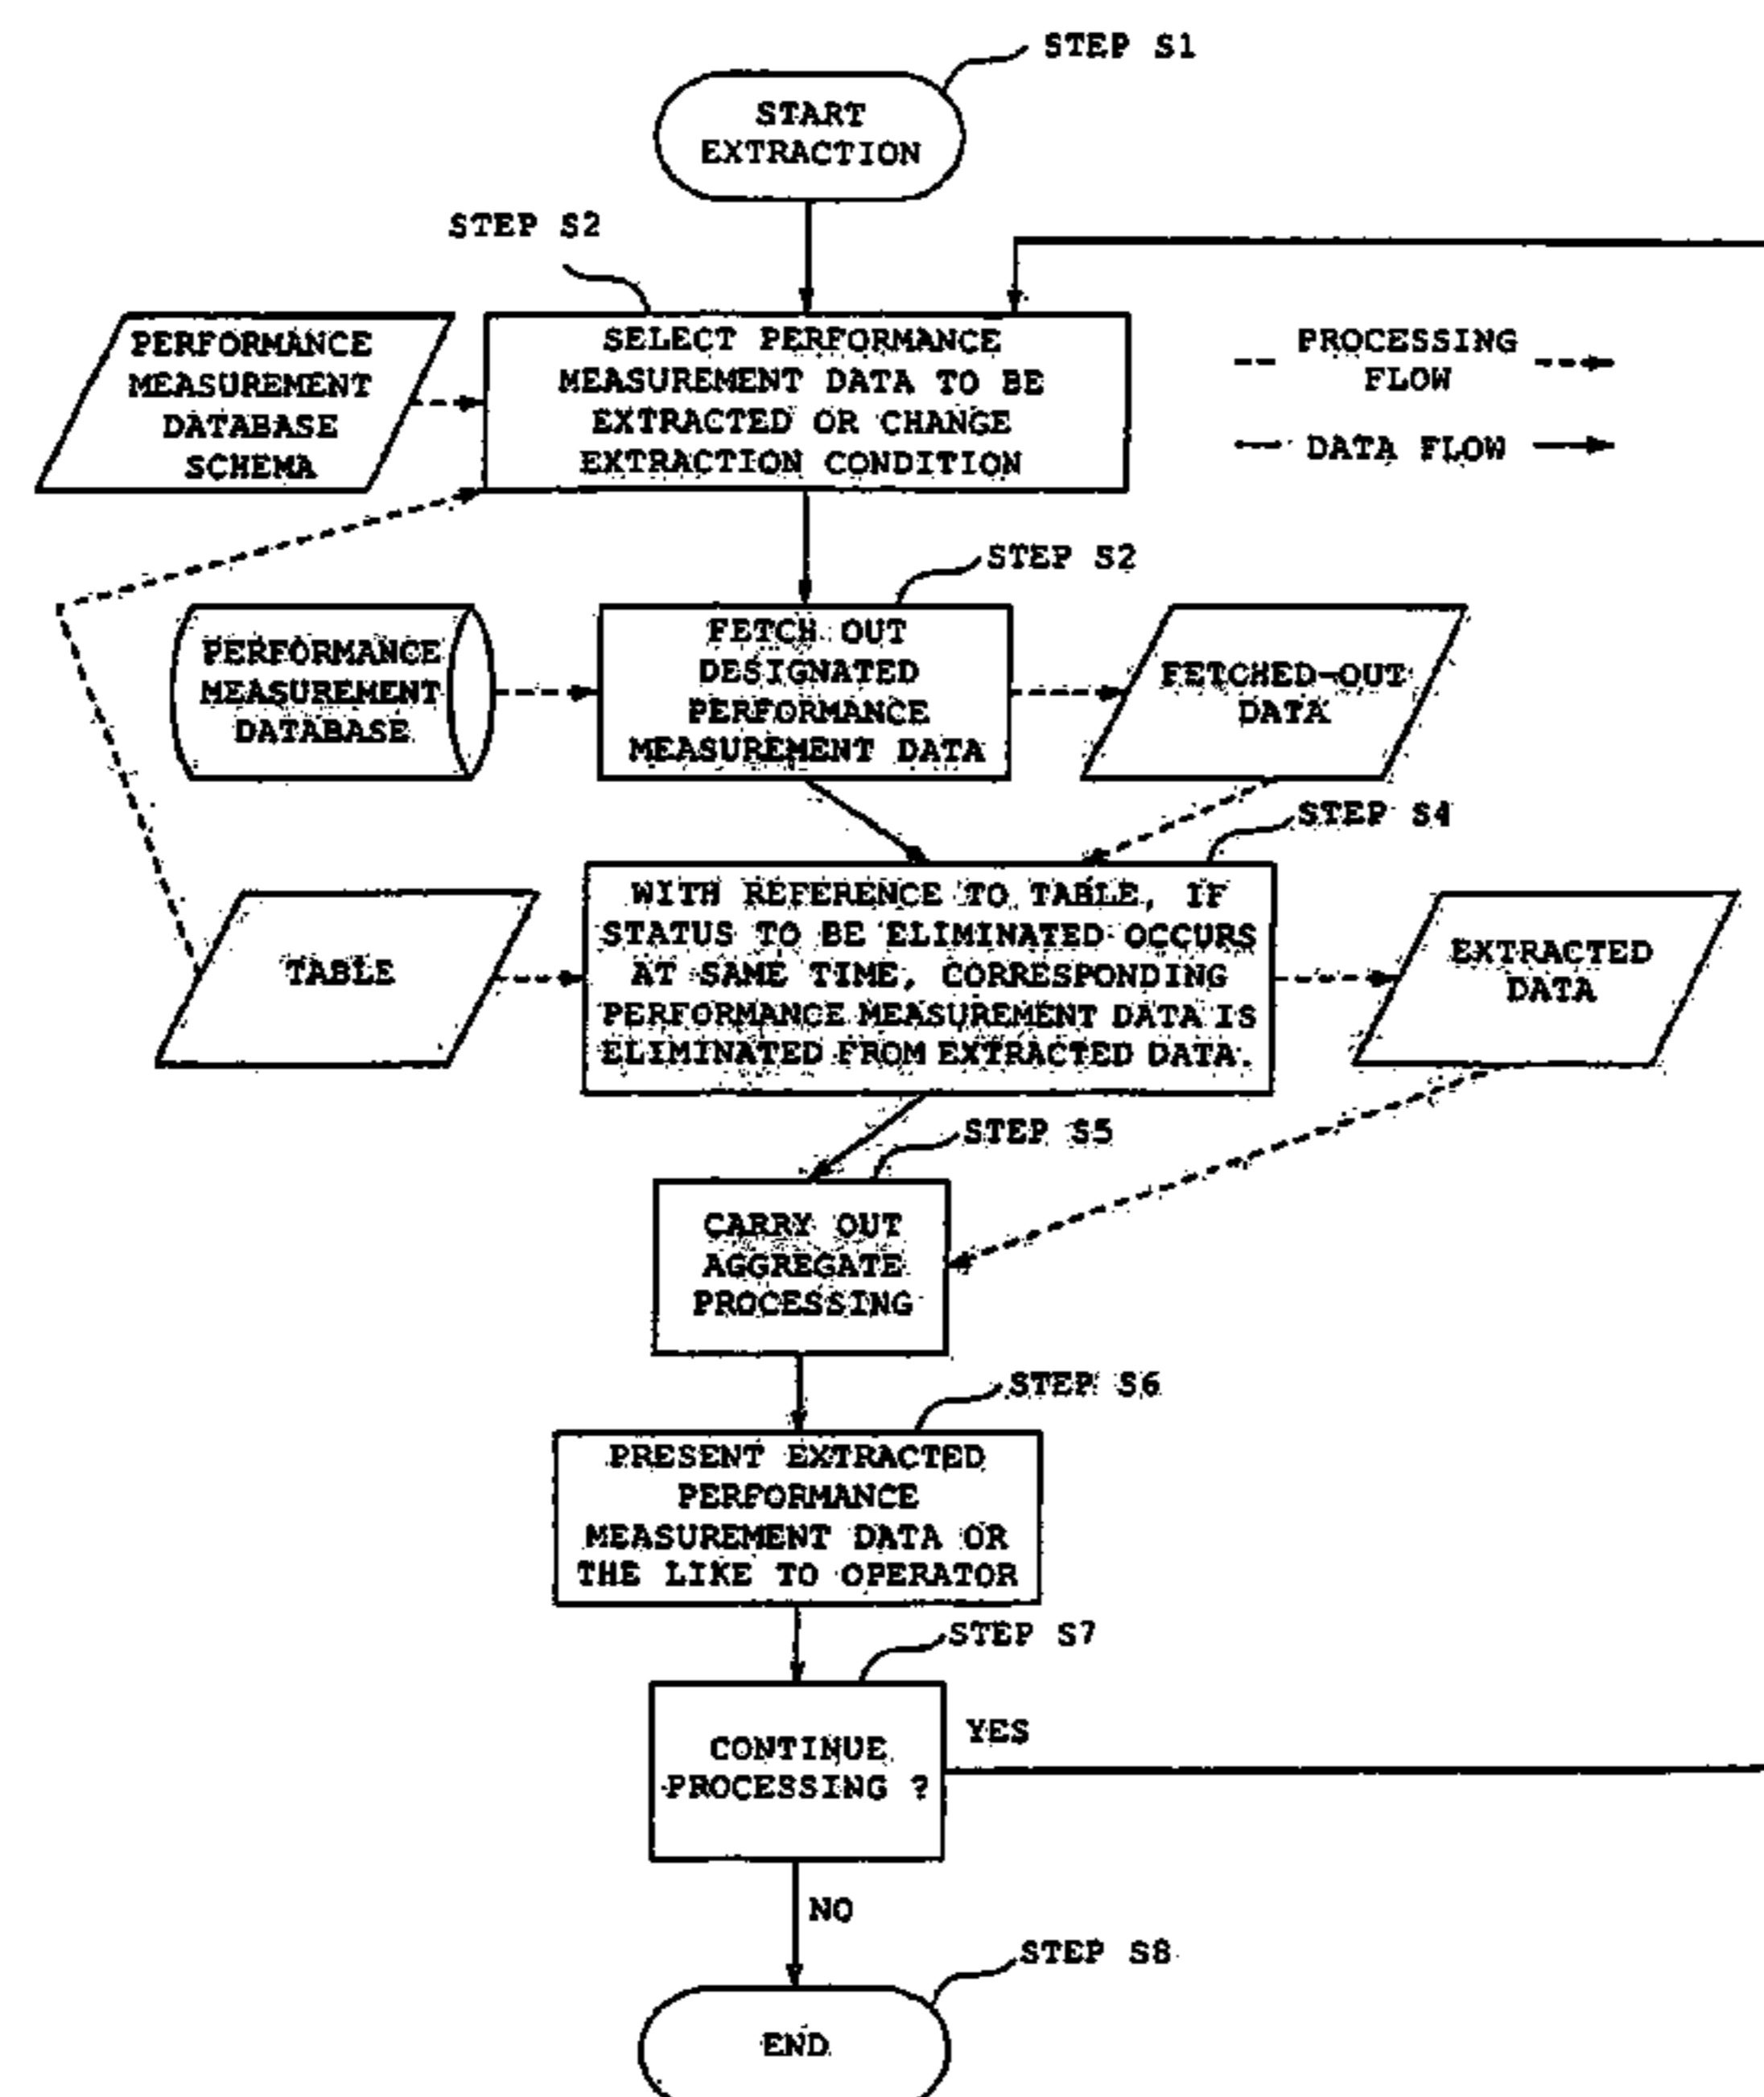 STEP S1
START
EXTRACTION
STEP S2
PERFORMANCE
MEASUREMENT
DATABASE
SCHEMA
SELECT PERFORMANCE
MEASUREMENT DATA TO BE
EXTRACTED OR CHANGE
EXTRACTION CONDITION
PROCESSING
FLOW
DATA FLOW
STEP S2
PERFORMANCE
MEASUREMENT
DATABASE
FETCH OUT
DESIGNATED
PERFORMANCE
MEASUREMENT DATA
FETCHED-OUT
DATA
STEP S4
TABLE
WITH REFERENCE TO TABLE, IF
STATUS TO BE ELIMINATED OCCURS
AT SAME TIME, CORRESPONDING
PERFORMANCE MEASUREMENT DATA IS
ELIMINATED FROM EXTRACTED DATA.
EXTRACTED
DATA
STEP S5
CARRY OUT
AGGREGATE
PROCESSING
STEP S6
PRESENT EXTRACTED
PERFORMANCE
MEASUREMENT DATA OR
THE LIKE TO OPERATOR
STEP S7
CONTINUE
PROCESSING ?
YES
NO
STEP S8
END